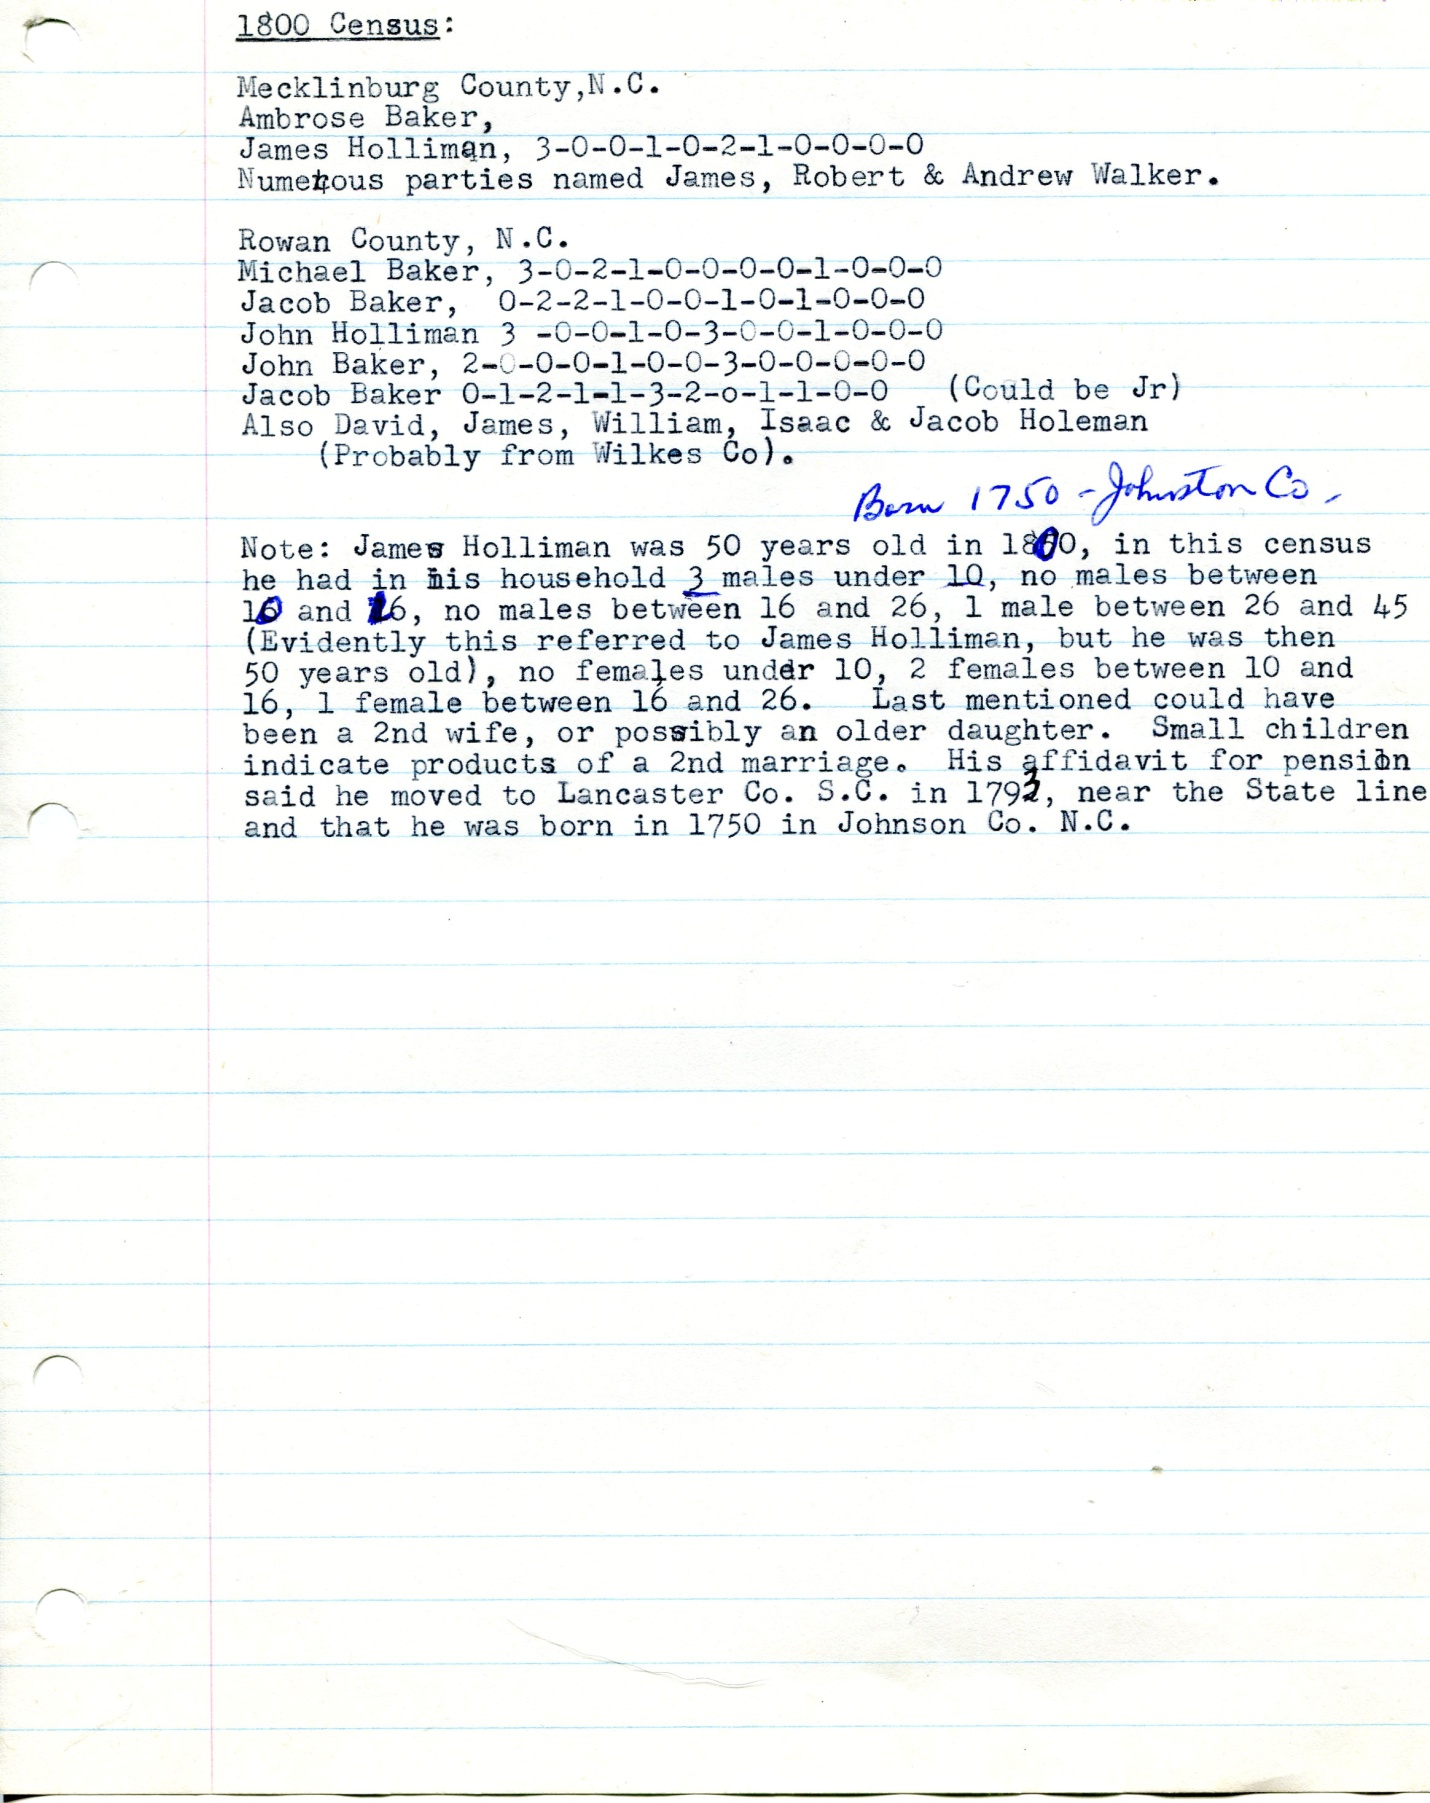 1800 Census:
Mecklinburg County,N.C.
Ambrose Baker,
James Holliman, 3-0-0-1-0-2-1-0-0-0-0
Numerous parties named James, Robert & Andrew Walker.
Rowan County, N.C.
Michael Baker, 3-0-2-1-0-0-0-0-1-0-0-0
Jacob Baker, 0-2-2-1-0-0-1-0-1-0-0-0
John Holliman 3 -0-0-1-0-3-0-0-1-0-0-0
John Baker, 2-0-0-0-1-0-0-3-0-0-0-0-0
Jacob Baker 0-1-2-1-1-3-2-o-1-1-0-0 (Could be Jr)
Also David, James, William, Isaac & Jacob Holeman
(Probably from Wilkes Co).
Born 1750 - Johnston Co -
Note: James Holliman was 50 years old in 1800, in this census
he had in his household 3 males under 10, no males between
10 and 16, no males between 16 and 26, 1 male between 26 and 45
(Evidently this referred to James Holliman, but he was then
50 years old), no females under 10, 2 females between 10 and
16, 1 female between 16 and 26. Last mentioned could have
been a 2nd wife, or possibly an older daughter. Small children
indicate products of a 2nd marriage. His affidavit for pension
said he moved to Lancaster Co. S.C. in 1793, near the State line
and that he was born in 1750 in Johnson Co. N.C.